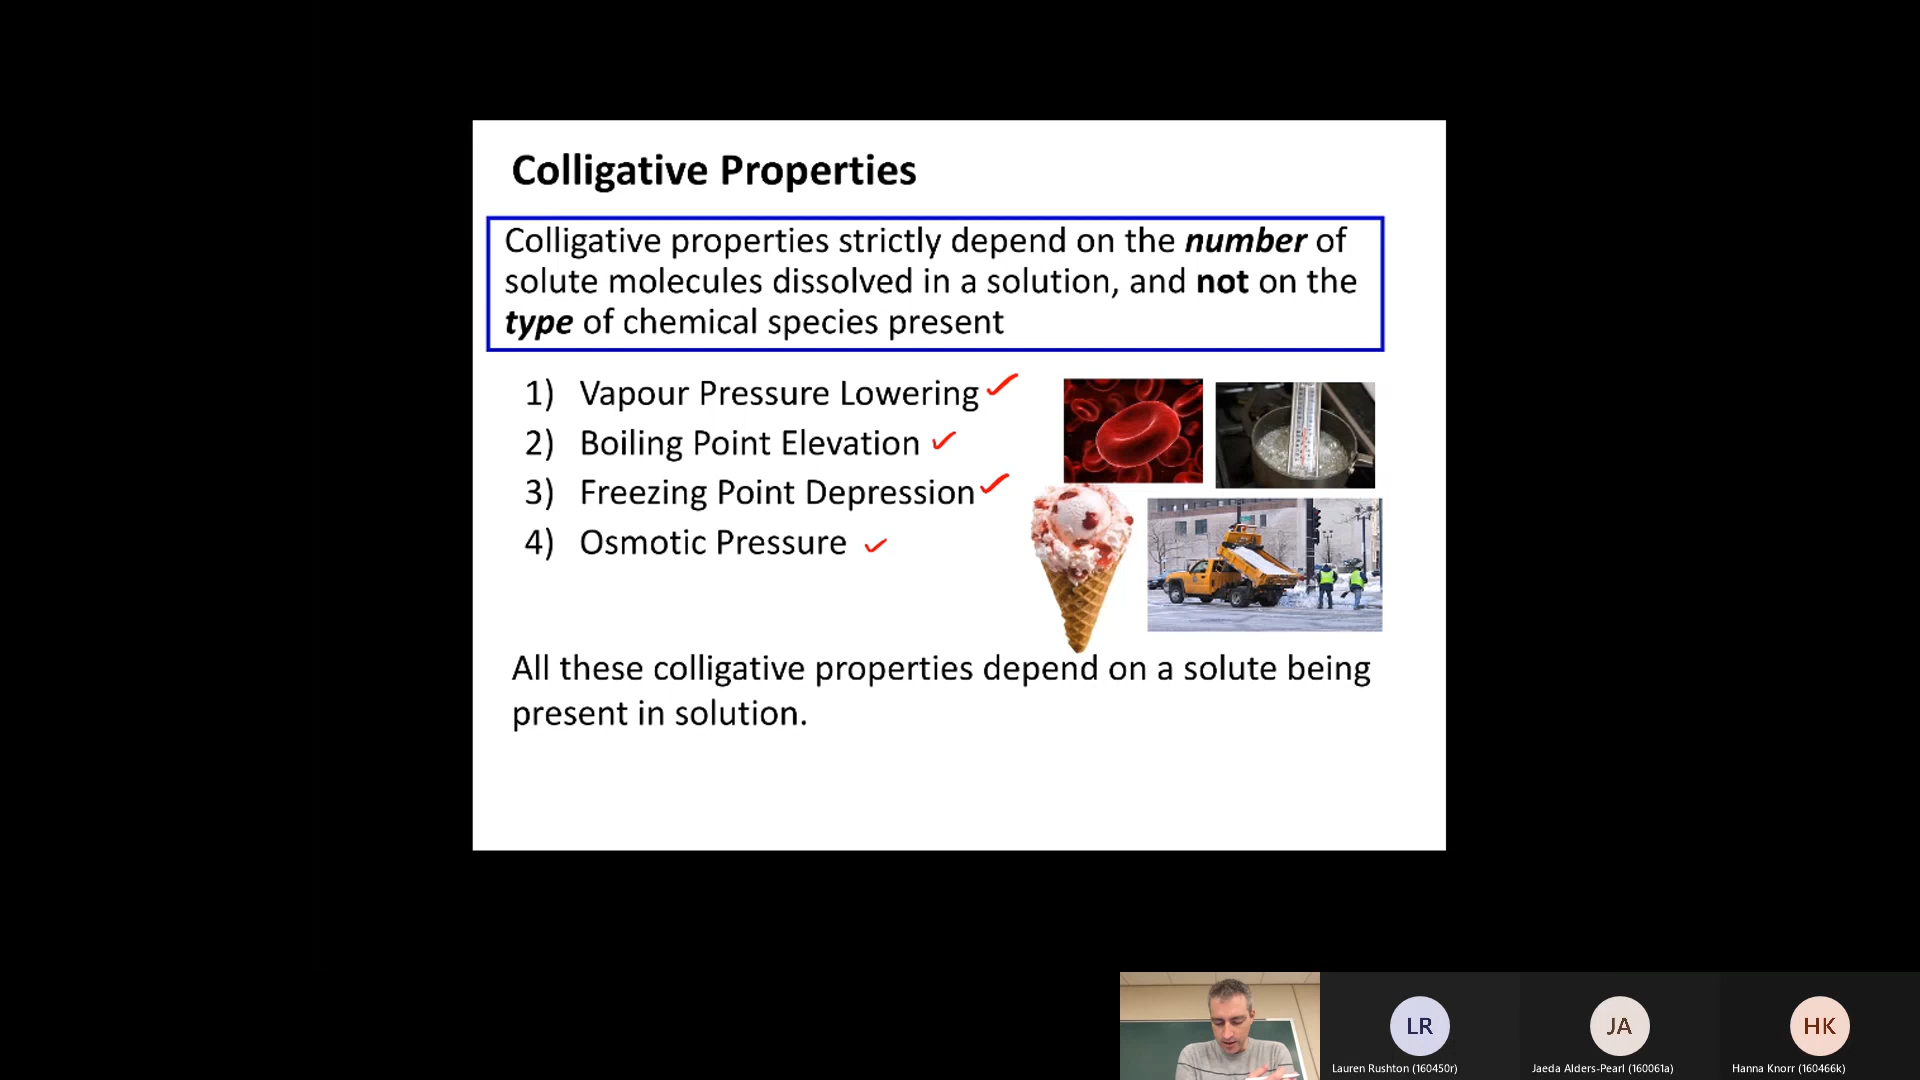 Colligative Properties
Colligative properties strictly depend on the number of
solute molecules dissolved in a solution, and not on the
type of chemical species present
1) Vapour Pressure Lowering
2) Boiling Point Elevation
3) Freezing Point Depression
4) Osmotic Pressure
All these colligative properties depend on a solute being
present in solution.
LR
JA
HK
Lauren Rushton (160450r)
Jaeda Alders-Pearl (160061a)
Hanna Knorr (160466k)